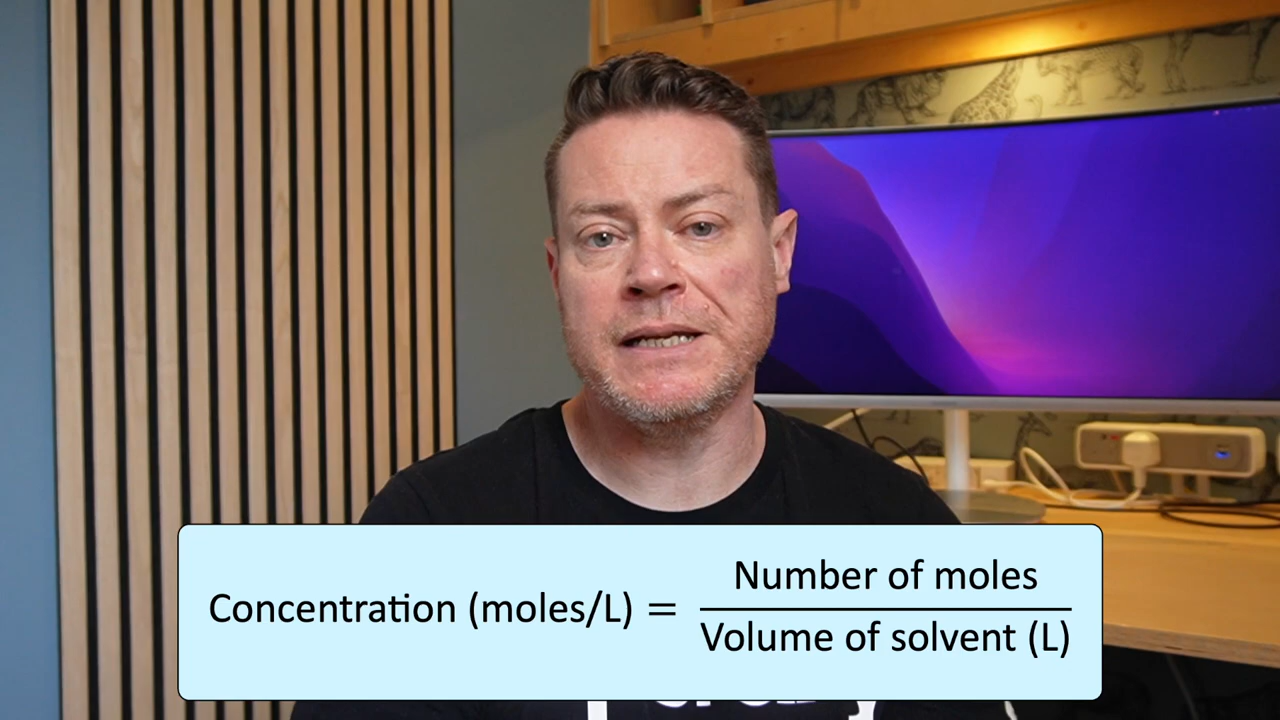 Concentration (moles/L) = Number of moles
Volume of solvent (L)